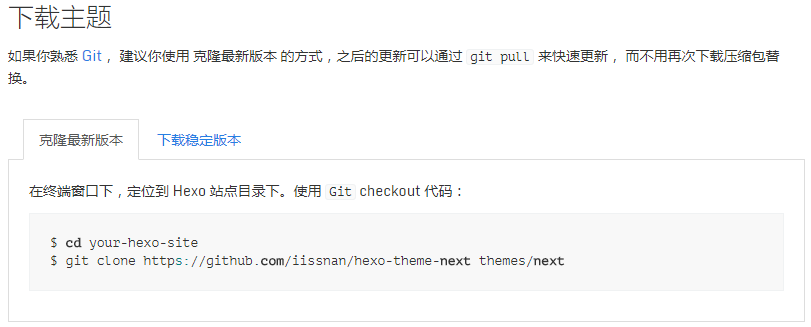 下载主题
如果你熟悉 Git ，建议你使用 克隆最新版本 的方式，之后的更新可以通过 git pull 来快速更新， 而不用再次下载压缩包替
换。
克隆最新版本 下载稳定版本
在终端窗口下，定位到 Hexo 站点目录下。使用 Git checkout 代码：
$ cd your-hexo-site
$ git clone https://github.com/iissnan/hexo-theme-next themes/next